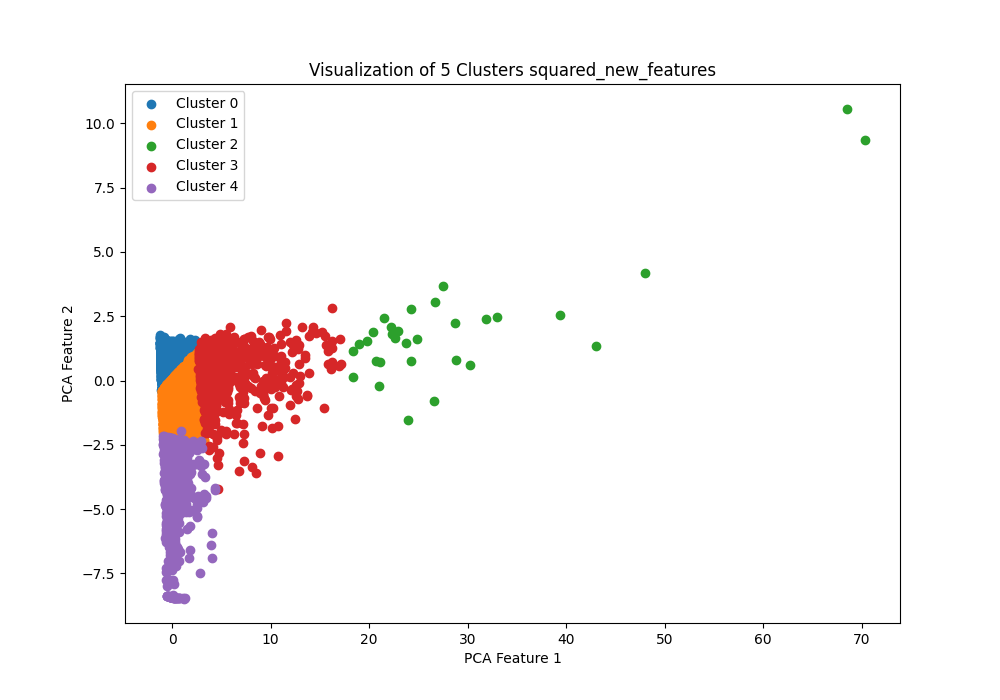 Visualization of 5 Clusters squared_new_features
Cluster 0
Cluster 1
Cluster 2
Cluster 3
Cluster 4
10.0
7.5
5.0
2.5
0.0
−2.5
−5.0
−7.5
PCA Feature 2
0 10 20 30 40 50 60 70
PCA Feature 1